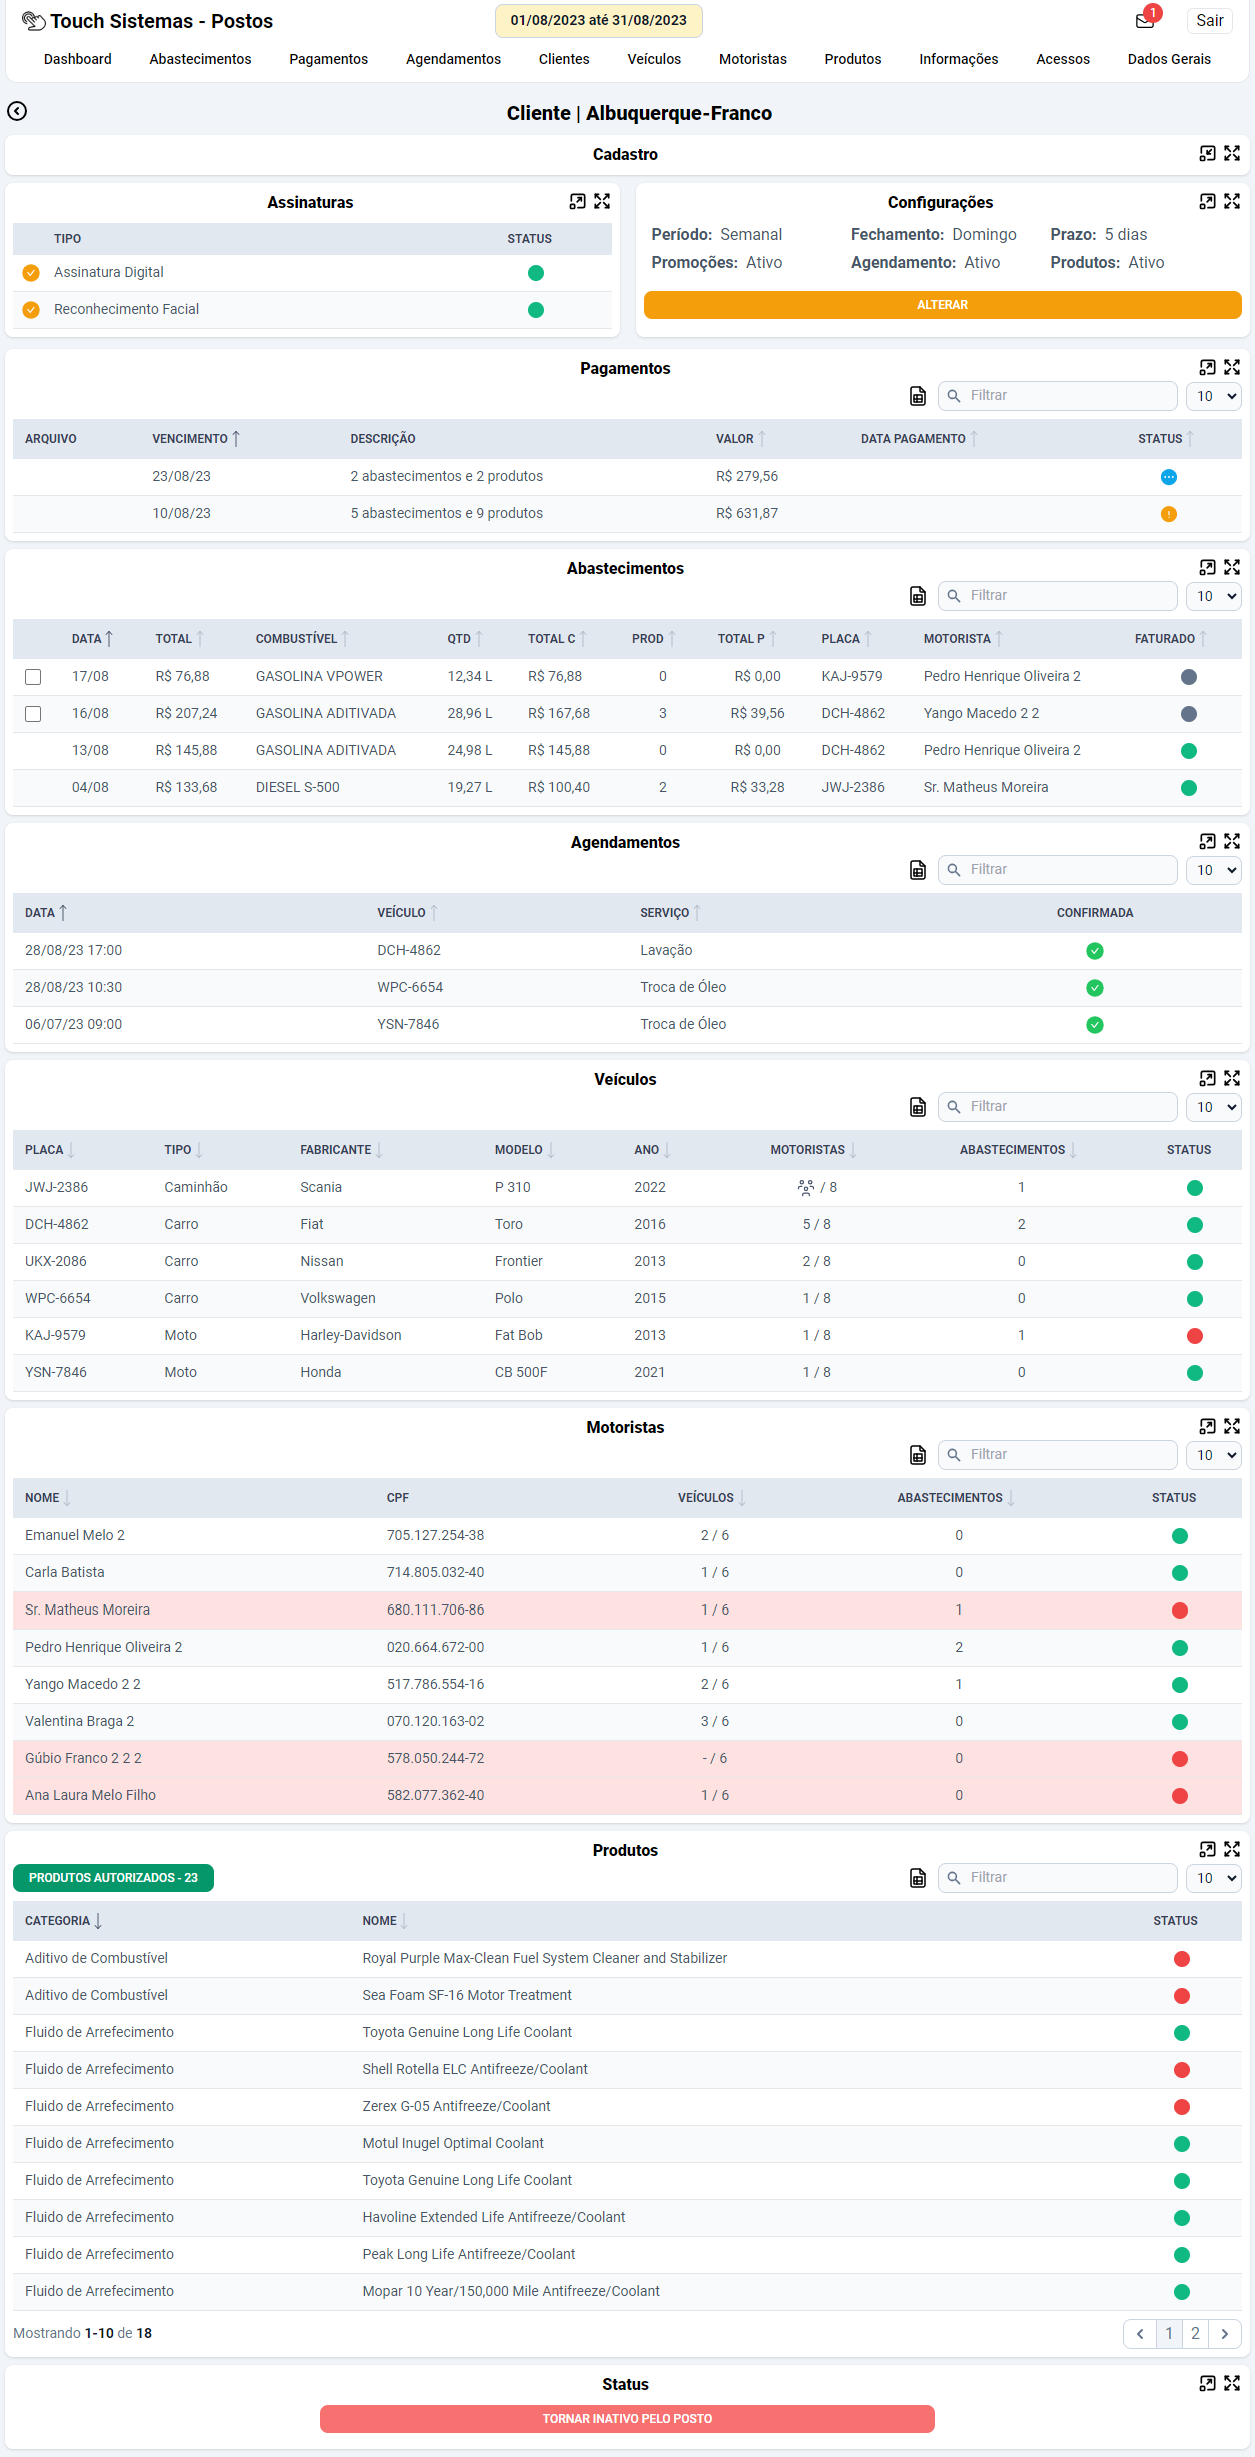 Touch Sistemas - Postos
01/08/2023 até 31/08/2023
1
Sair
Dashboard Abastecimentos Pagamentos Agendamentos Clientes Veículos Motoristas Produtos Informações Acessos Dados Gerais
Cliente | Albuquerque-Franco
Cadastro
Assinaturas
TIPO STATUS
Assinatura Digital
Reconhecimento Facial
Configurações
Período: Semanal Fechamento: Domingo Prazo: 5 dias
Promoções: Ativo Agendamento: Ativo Produtos: Ativo
ALTERAR
Pagamentos
Filtrar 10
ARQUIVO VENCIMENTO DESCRIÇÃO VALOR DATA PAGAMENTO STATUS
23/08/23 2 abastecimentos e 2 produtos R$ 279,56
10/08/23 5 abastecimentos e 9 produtos R$ 631,87
Abastecimentos
Filtrar 10
DATA TOTAL COMBUSTÍVEL QTD TOTAL C PROD TOTAL P PLACA MOTORISTA FATURADO
17/08 R$ 76,88 GASOLINA VPOWER 12,34 L R$ 76,88 0 R$ 0,00 KAJ-9579 Pedro Henrique Oliveira 2
16/08 R$ 207,24 GASOLINA ADITIVADA 28,96 L R$ 167,68 3 R$ 39,56 DCH-4862 Yango Macedo 2 2
13/08 R$ 145,88 GASOLINA ADITIVADA 24,98 L R$ 145,88 0 R$ 0,00 DCH-4862 Pedro Henrique Oliveira 2
04/08 R$ 133,68 DIESEL S-500 19,27 L R$ 100,40 2 R$ 33,28 JWJ-2386 Sr. Matheus Moreira
Agendamentos
Filtrar 10
DATA VEÍCULO SERVIÇO CONFIRMADA
28/08/23 17:00 DCH-4862 Lavação
28/08/23 10:30 WPC-6654 Troca de Óleo
06/07/23 09:00 YSN-7846 Troca de Óleo
Veículos
Filtrar 10
PLACA TIPO FABRICANTE MODELO ANO MOTORISTAS ABASTECIMENTOS STATUS
JWJ-2386 Caminhão Scania P 310 2022 / 8 1
DCH-4862 Carro Fiat Toro 2016 5 / 8 2
UKX-2086 Carro Nissan Frontier 2013 2 / 8 0
WPC-6654 Carro Volkswagen Polo 2015 1 / 8 0
KAJ-9579 Moto Harley-Davidson Fat Bob 2013 1 / 8 1
YSN-7846 Moto Honda CB 500F 2021 1 / 8 0
Motoristas
Filtrar 10
NOME CPF VEÍCULOS ABASTECIMENTOS STATUS
Emanuel Melo 2 705.127.254-38 2 / 6 0
Carla Batista 714.805.032-40 1 / 6 0
Sr. Matheus Moreira 680.111.706-86 1 / 6 1
Pedro Henrique Oliveira 2 020.664.672-00 1 / 6 2
Yango Macedo 2 2 517.786.554-16 2 / 6 1
Valentina Braga 2 070.120.163-02 3 / 6 0
Gúbio Franco 2 2 2 578.050.244-72 - / 6 0
Ana Laura Melo Filho 582.077.362-40 1 / 6 0
Produtos
PRODUTOS AUTORIZADOS - 23 Filtrar 10
CATEGORIA NOME STATUS
Aditivo de Combustível Royal Purple Max-Clean Fuel System Cleaner and Stabilizer
Aditivo de Combustível Sea Foam SF-16 Motor Treatment
Fluido de Arrefecimento Toyota Genuine Long Life Coolant
Fluido de Arrefecimento Shell Rotella ELC Antifreeze/Coolant
Fluido de Arrefecimento Zerex G-05 Antifreeze/Coolant
Fluido de Arrefecimento Motul Inugel Optimal Coolant
Fluido de Arrefecimento Toyota Genuine Long Life Coolant
Fluido de Arrefecimento Havoline Extended Life Antifreeze/Coolant
Fluido de Arrefecimento Peak Long Life Antifreeze/Coolant
Fluido de Arrefecimento Mopar 10 Year/150,000 Mile Antifreeze/Coolant
Mostrando 1-10 de 18 1 2
Status
TORNAR INATIVO PELO POSTO